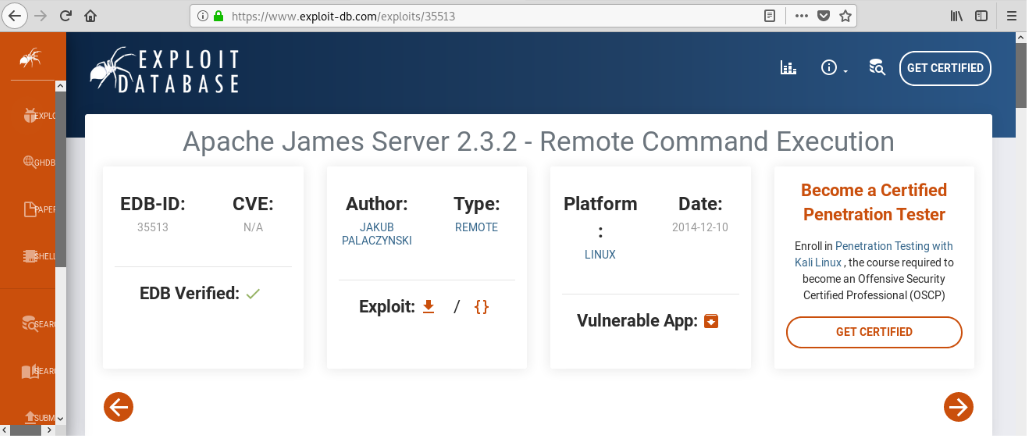 https://www.exploit-db.com/exploits/35513
EXPLOIT
DATABASE
GET CERTIFIED
EXPLO
GHDB
PAPER
SHELL
SEAR
SEAR
SUBM
Apache James Server 2.3.2 - Remote Command Execution
EDB-ID:
35513
CVE:
N/A
EDB Verified:
Author:
JAKUB
PALACZYNSKI
Type:
REMOTE
Exploit: / {}
Platform
:
LINUX
Date:
2014-12-10
Vulnerable App:
Become a Certified
Penetration Tester
Enroll in Penetration Testing with
Kali Linux , the course required to
become an Offensive Security
Certified Professional (OSCP)
GET CERTIFIED